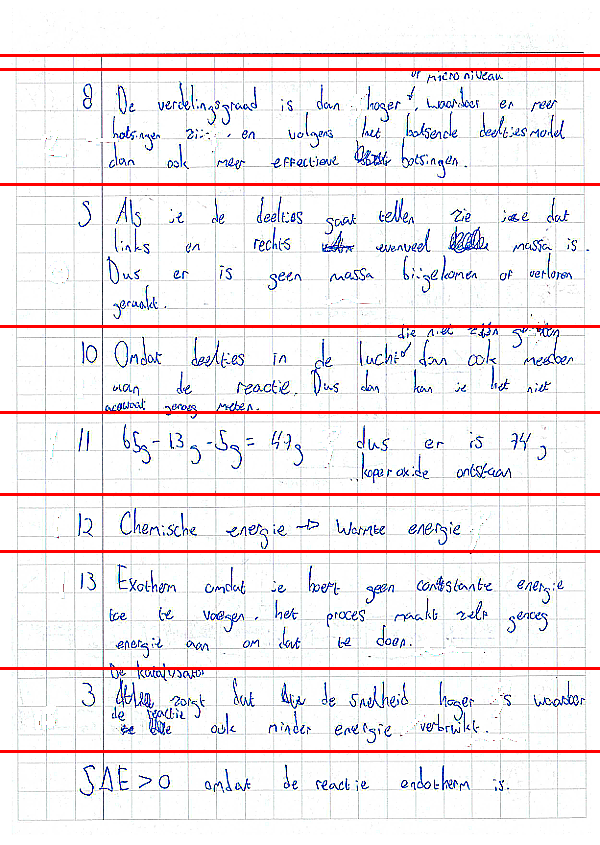 op micro niveau
8 De verdelingsgraad is dan hoger, waardoor er meer
botsingen zijn en volgens het botsende deeltjes model
dan ook meer effectieve botsingen.
9 Als je de deeltjes gaat tellen zie je dat
links en rechts evenveel massa is.
Dus er is geen massa bijgekomen of verloren
geraakt.
die niet zijn gemeten
10 Omdat deeltjes in de lucht dan ook meedoen
aan de reactie. Dus dan kan je het niet
genoeg meten.
11 65g - 13g - 5g = 47g dus er is 74 g
koperoxide ontstaan
12 Chemische energie -> Warmte energie
13 Exotherm omdat je hoeft geen constante energie
toe te voegen. het proces maakt zelf genoeg
energie aan om dat te doen.
De katalysator
3 zorgt dat de snelheid hoger is waardoor
de reactie
ook minder energie verbruikt.
5 ΔE > 0 omdat de reactie endotherm is.